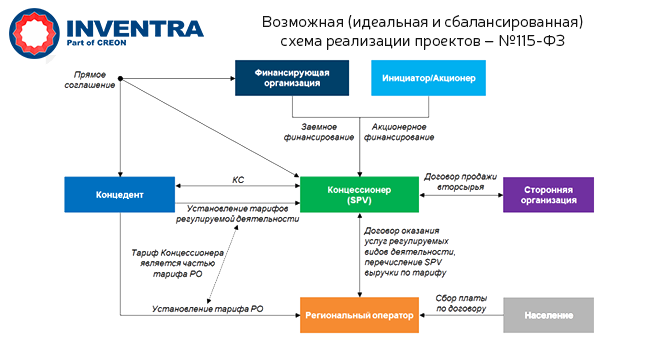 INVENTRA
Part of CREON
Возможная (идеальная и сбалансированная)
схема реализации проектов – №115-ФЗ
Прямое
соглашение
Финансирующая
организация
Инициатор/Акционер
Заемное
финансирование
Акционерное
финансирование
Концедент
КС
Концессионер
(SPV)
Договор продажи
вторсырья
Сторонняя
организация
Установление тарифов
регулируемой деятельности
Тариф Концессионера
является частью
тарифа РО
Договор оказания
услуг регулируемых
видов деятельности,
перечисление SPV
выручки по тарифу
Установление тарифа РО
Региональный оператор
Сбор платы
по договору
Население